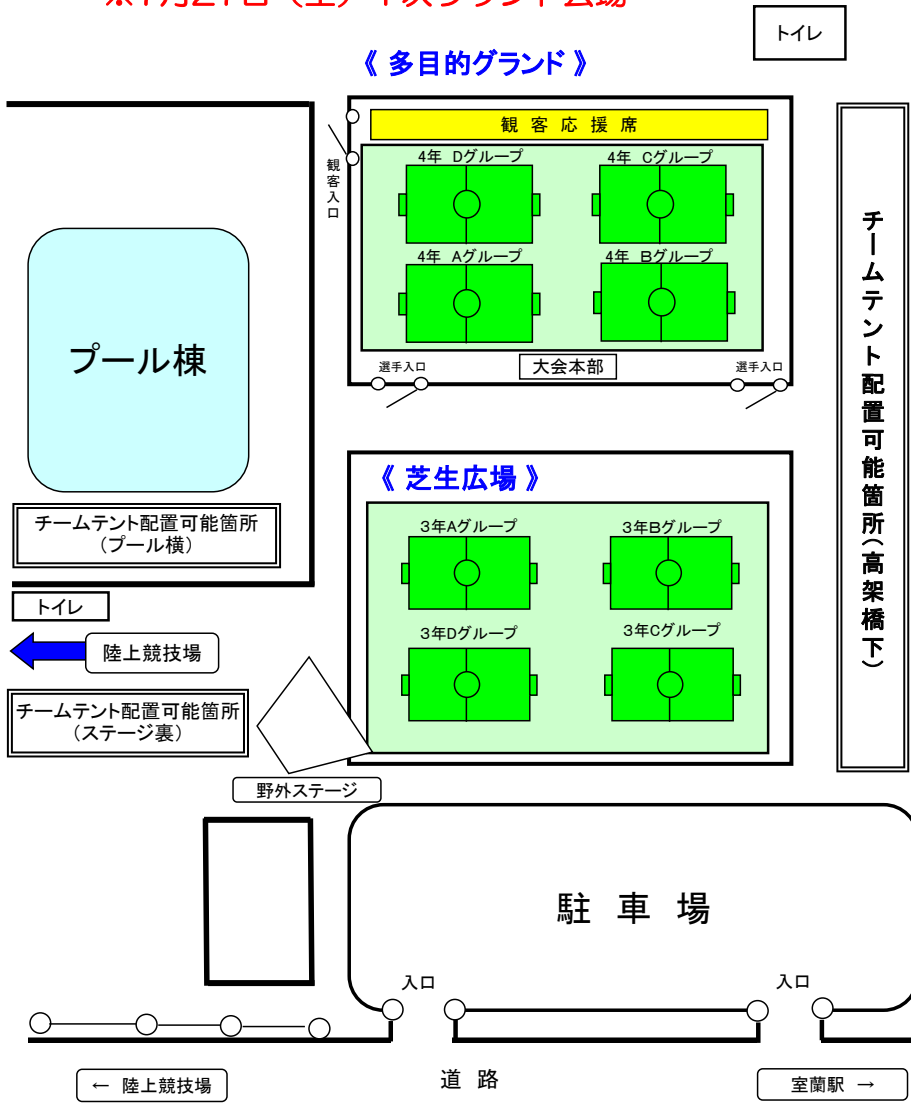 次ラウンド会場
トイレ
《 多目的グランド 》
観 客 応 援 席
観客入口
4年 Dグループ
4年 Cグループ
4年 Aグループ
4年 Bグループ
選手入口
大会本部
選手入口
プール棟
チームテント配置可能箇所(高架橋下)
《 芝生広場 》
チームテント配置可能箇所
(プール横)
3年Aグループ
3年Bグループ
3年Dグループ
3年Cグループ
トイレ
陸上競技場
チームテント配置可能箇所
(ステージ裏)
野外ステージ
駐 車 場
入口
入口
← 陸上競技場
道 路
室蘭駅 →